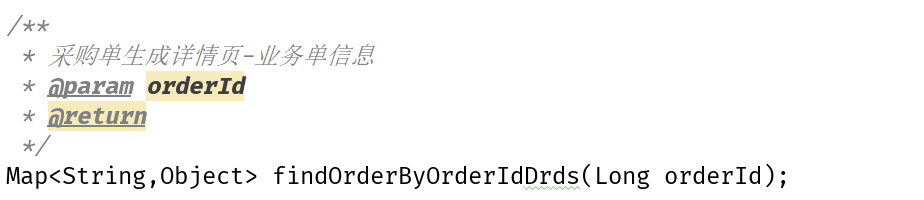 /**
 * 采购单生成详情页-业务单信息
 * @param orderId
 * @return
 */
Map<String,Object> findOrderByOrderIdDrds(Long orderId);